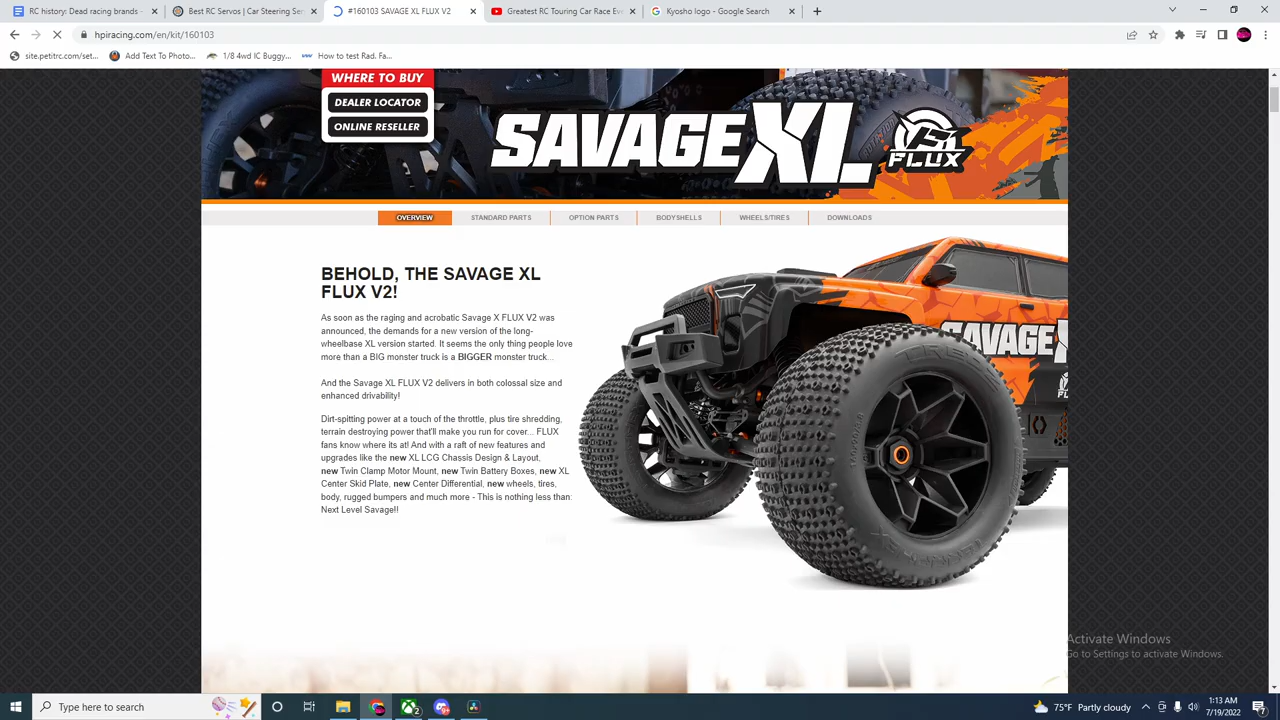 RC history: Dead racing brands -
Best RC Servos | Car Steering Ser
#160103 SAVAGE XL FLUX V2
Greatest RC Touring Car Race Eve
Kyosho logo - Google Search
hpiracing.com/en/kit/160103
site.petitrc.com/set...
Add Text To Photo...
1/8 4wd IC Buggy...
How to test Rad. Fa...
WHERE TO BUY
DEALER LOCATOR
ONLINE RESELLER
SAVAGE XL
FLUX
OVERVIEW
STANDARD PARTS
OPTION PARTS
BODYSHELLS
WHEELS/TIRES
DOWNLOADS
BEHOLD, THE SAVAGE XL
FLUX V2!
As soon as the raging and acrobatic Savage X FLUX V2 was
announced, the demands for a new version of the long-
wheelbase XL version started. It seems the only thing people love
more than a BIG monster truck is a BIGGER monster truck...
And the Savage XL FLUX V2 delivers in both colossal size and
enhanced drivability!
Dirt-spitting power at a touch of the throttle, plus tire shredding,
terrain destroying power that'll make you run for cover... FLUX
fans know where its at! And with a raft of new features and
upgrades like the new XL LCG Chassis Design & Layout,
new Twin Clamp Motor Mount, new Twin Battery Boxes, new XL
Center Skid Plate, new Center Differential, new wheels, tires,
body, rugged bumpers and much more - This is nothing less than:
Next Level Savage!!
SAVAGE X
Activate Windows
Go to Settings to activate Windows.
Type here to search
2
75°F Partly cloudy
1:13 AM
7/19/2022
7